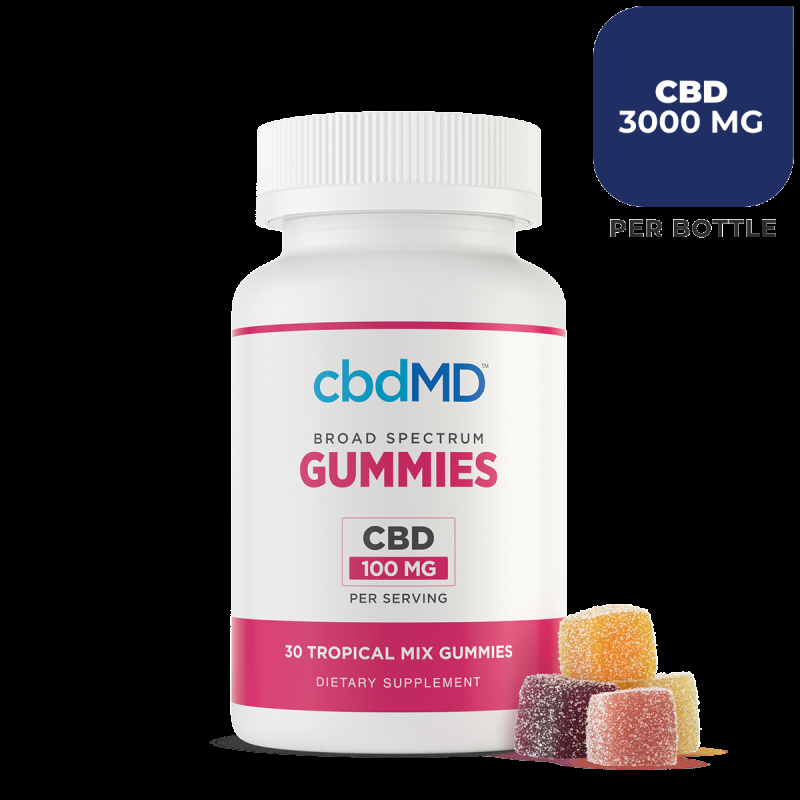 CBD
3000 MG
PER BOTTLE
cbdMD™
BROAD SPECTRUM
GUMMIES
CBD
100 MG
PER SERVING
30 TROPICAL MIX GUMMIES
DIETARY SUPPLEMENT